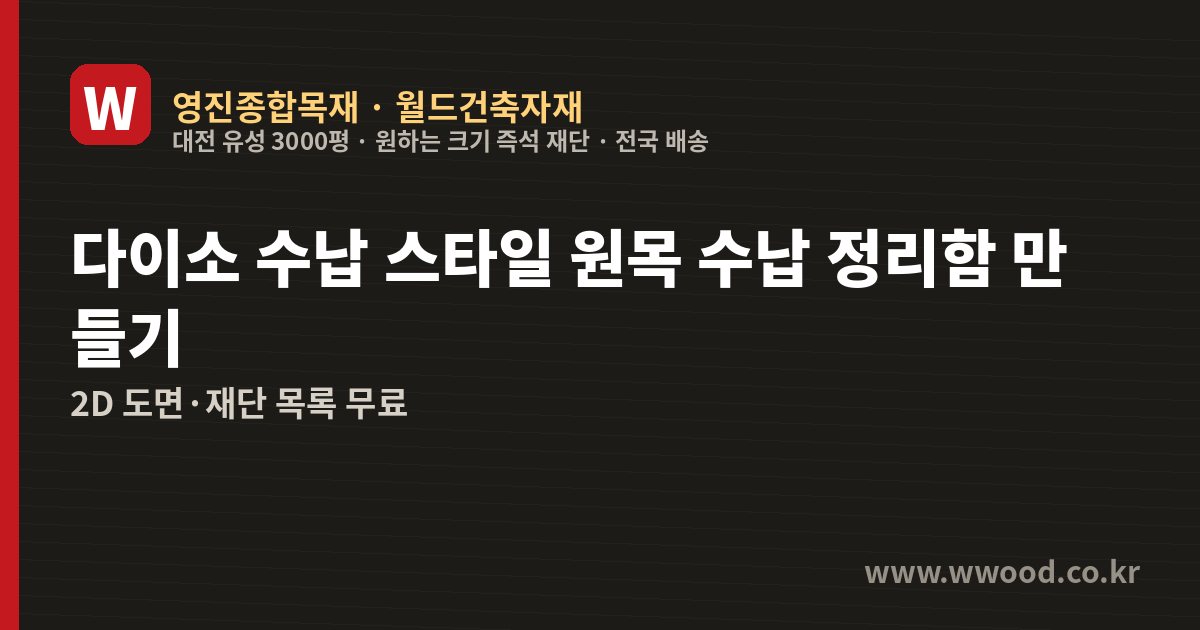 W
영진종합목재 · 월드건축자재
대전 유성 3000평 · 원하는 크기 즉석 재단 · 전국 배송
다이소 수납 스타일 원목 수납 정리함 만
들기
2D 도면·재단 목록 무료
www.wwood.co.kr